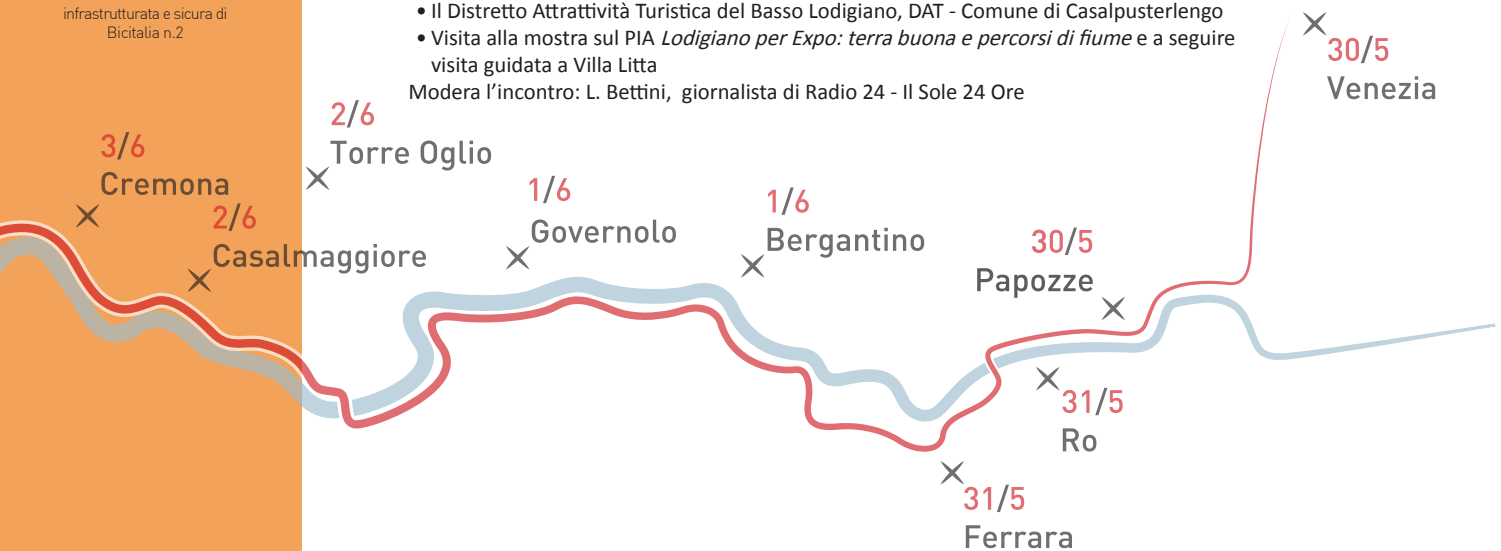 infrastrutturata e sicura di
Bicitalia n.2
• Il Distretto Attrattività Turistica del Basso Lodigiano, DAT - Comune di Casalpusterlengo
• Visita alla mostra sul PIA Lodigiano per Expo: terra buona e percorsi di fiume e a seguire
visita guidata a Villa Litta
Modera l'incontro: L. Bettini, giornalista di Radio 24 - Il Sole 24 Ore
3/6
Cremona
2/6
Casalmaggiore
2/6
Torre Oglio
1/6
Governolo
1/6
Bergantino
30/5
Papozze
30/5
Venezia
31/5
Ro
31/5
Ferrara